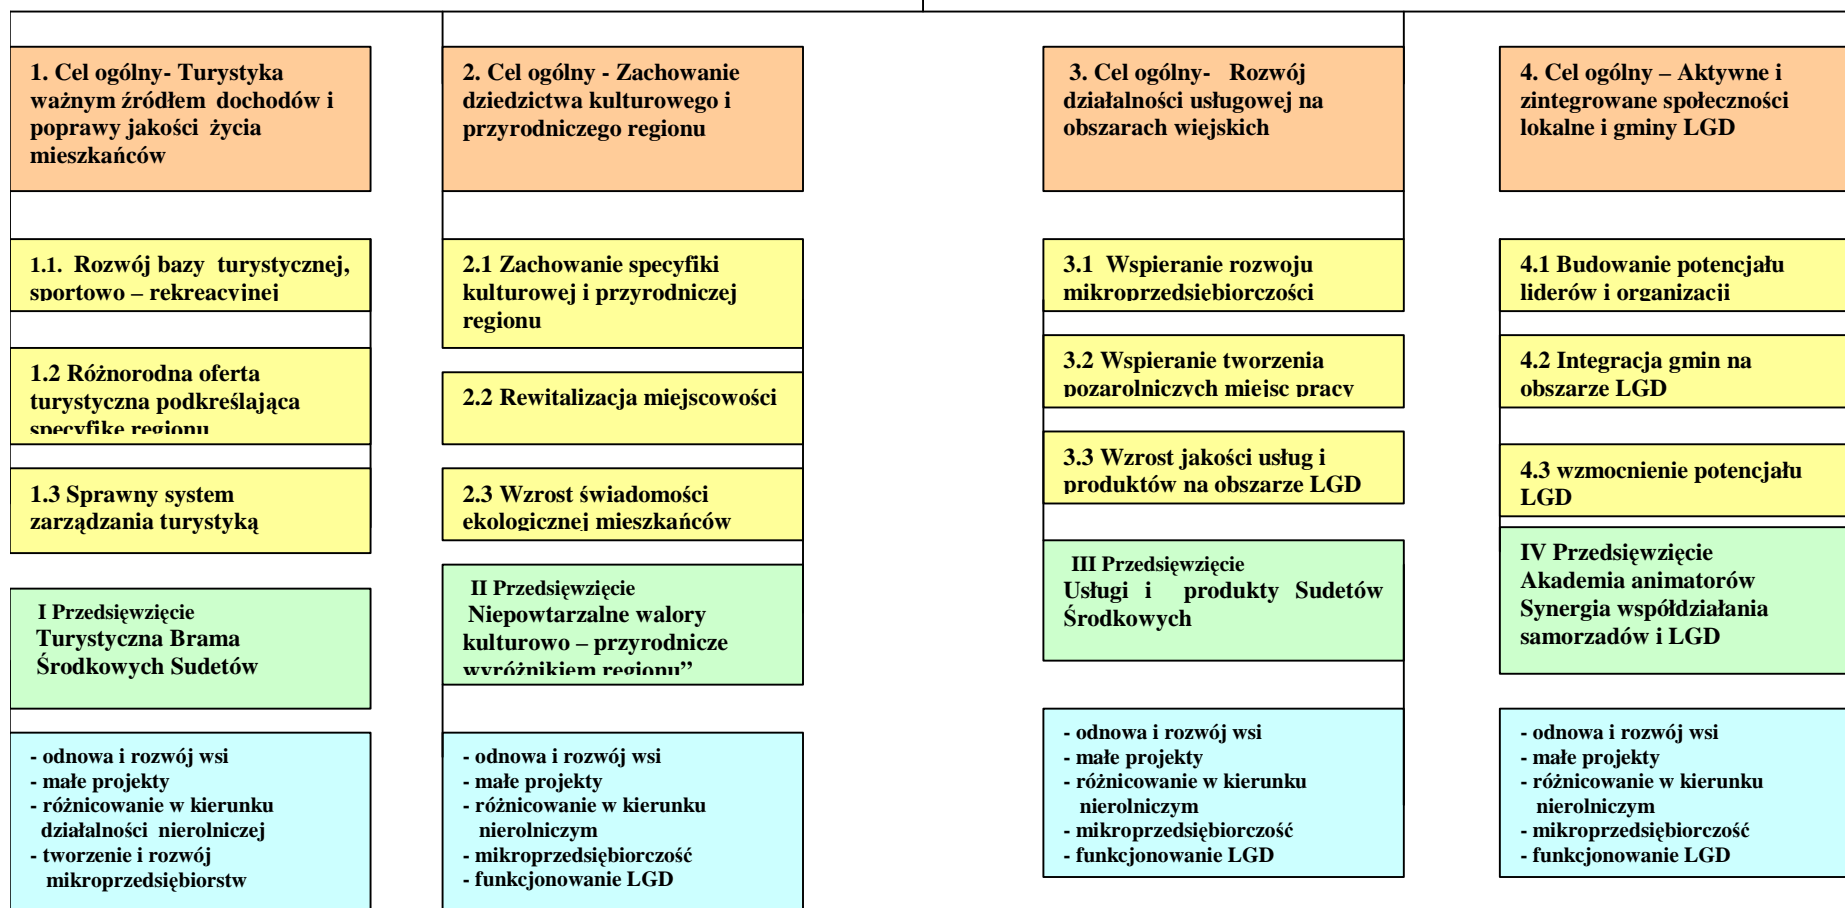 1. Cel ogólny- Turystyka
ważnym źródłem dochodów i
poprawy jakości życia
mieszkańców
2. Cel ogólny - Zachowanie
dziedzictwa kulturowego i
przyrodniczego regionu
3. Cel ogólny- Rozwój
działalności usługowej na
obszarach wiejskich
4. Cel ogólny – Aktywne i
zintegrowane społeczności
lokalne i gminy LGD
1.1. Rozwój bazy turystycznej,
sportowo – rekreacyjnej
1.2 Różnorodna oferta
turystyczna podkreślająca
specyfikę regionu
1.3 Sprawny system
zarządzania turystyką
2.1 Zachowanie specyfiki
kulturowej i przyrodniczej
regionu
2.2 Rewitalizacja miejscowości
2.3 Wzrost świadomości
ekologicznej mieszkańców
3.1 Wspieranie rozwoju
mikroprzedsiębiorczości
3.2 Wspieranie tworzenia
pozarolniczych miejsc pracy
3.3 Wzrost jakości usług i
produktów na obszarze LGD
4.1 Budowanie potencjału
liderów i organizacji
4.2 Integracja gmin na
obszarze LGD
4.3 wzmocnienie potencjału
LGD
I Przedsięwzięcie
Turystyczna Brama
Środkowych Sudetów
II Przedsięwzięcie
Niepowtarzalne walory
kulturowo – przyrodnicze
wyróżnikiem regionu”
III Przedsięwzięcie
Usługi i produkty Sudetów
Środkowych
IV Przedsięwzięcie
Akademia animatorów
Synergia współdziałania
samorządów i LGD
- odnowa i rozwój wsi
- małe projekty
- różnicowanie w kierunku
działalności nierolniczej
- tworzenie i rozwój
mikroprzedsiębiorstw
- odnowa i rozwój wsi
- małe projekty
- różnicowanie w kierunku
nierolniczym
- mikroprzedsiębiorczość
- funkcjonowanie LGD
- odnowa i rozwój wsi
- małe projekty
- różnicowanie w kierunku
nierolniczym
- mikroprzedsiębiorczość
- funkcjonowanie LGD
- odnowa i rozwój wsi
- małe projekty
- różnicowanie w kierunku
nierolniczym
- mikroprzedsiębiorczość
- funkcjonowanie LGD